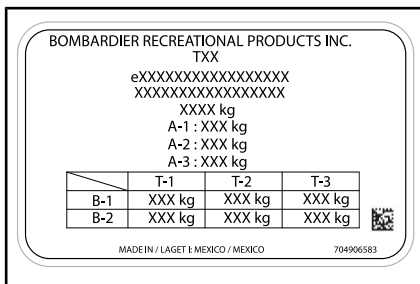 BOMBARDIER RECREATIONAL PRODUCTS INC.
TXX
eXXXXXXXXXXXXXXXXX
XXXXXXXXXXXXXXXXX
XXXX kg
A-1 : XXX kg
A-2 : XXX kg
A-3 : XXX kg
T-1 T-2 T-3
B-1 XXX kg XXX kg XXX kg
B-2 XXX kg XXX kg XXX kg
MADE IN / LAGET I: MEXICO / MEXICO 704906583